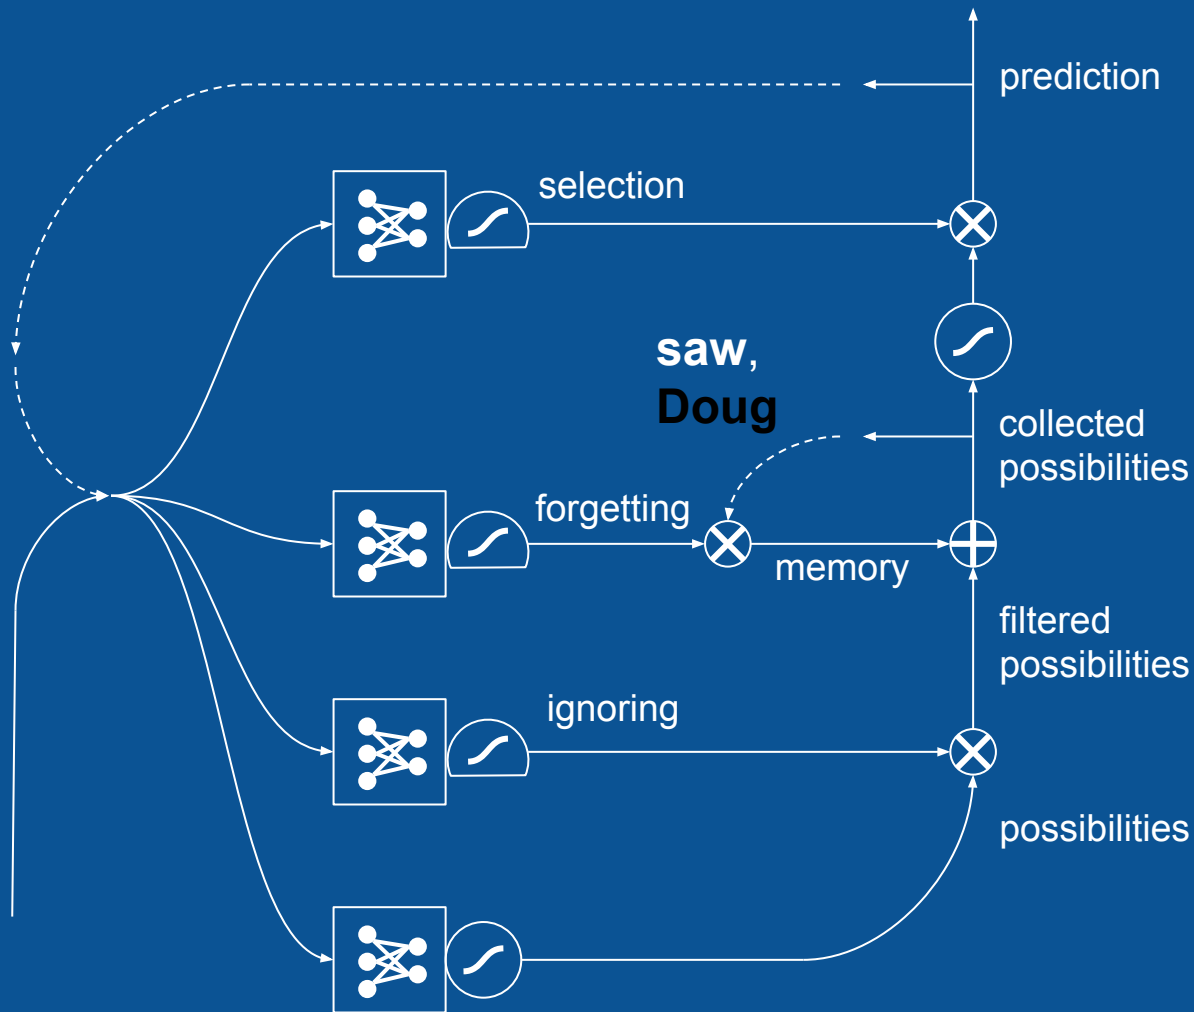 prediction
selection
saw,
Doug
collected
possibilities
forgetting
memory
filtered
possibilities
ignoring
possibilities